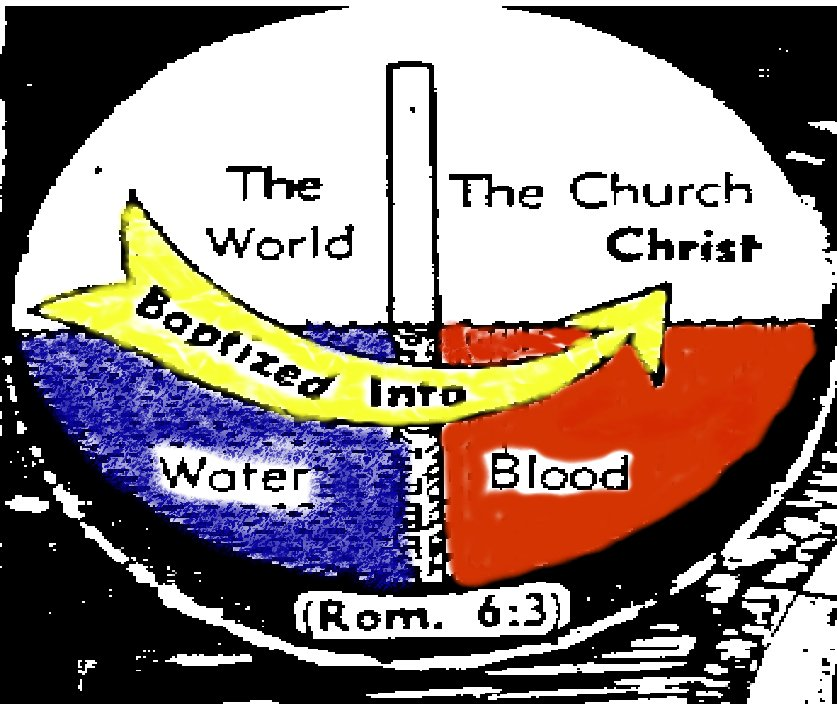 The
World
The Church
Christ
Baptized Into
Water
Blood
(Rom. 6:3)